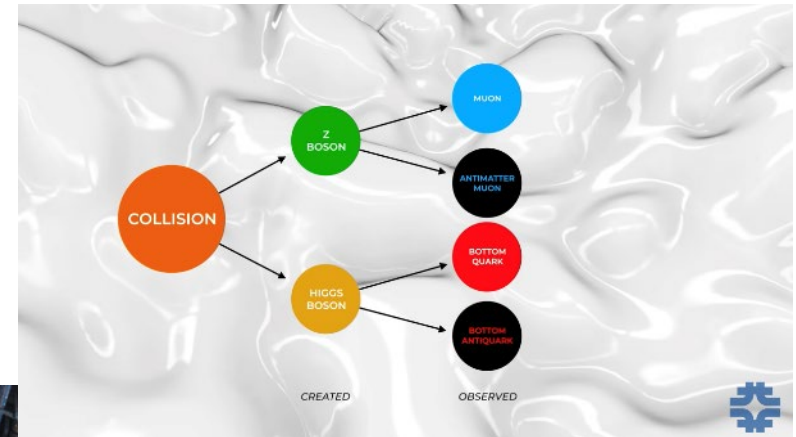 COLLISION
Z
BOSON
HIGGS
BOSON
MUON
ANTIMATTER
MUON
BOTTOM
QUARK
BOTTOM
ANTIQUARK
CREATED
OBSERVED